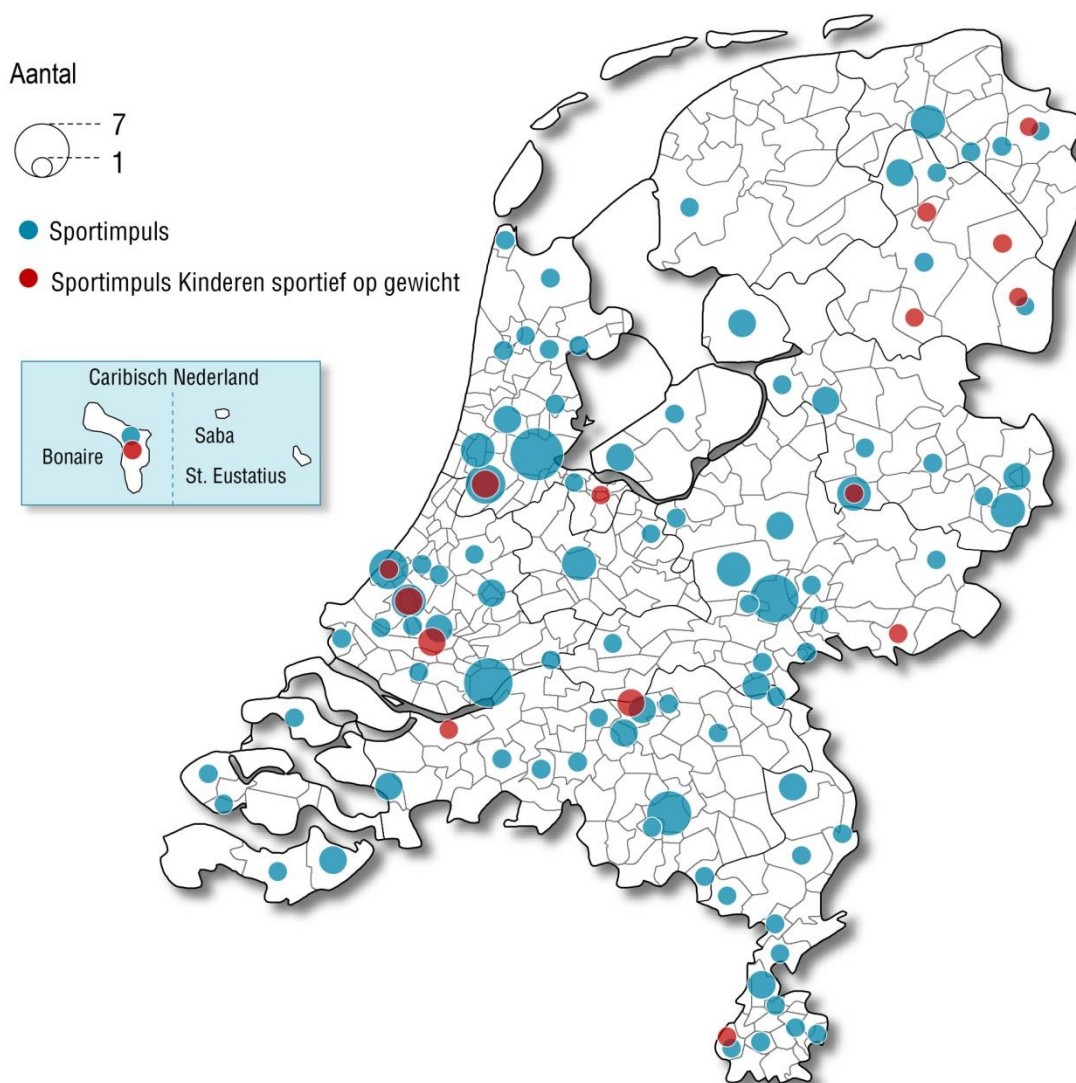 Aantal
7
1
Sportimpuls
Sportimpuls Kinderen sportief op gewicht
Caribisch Nederland
Saba
Bonaire
St. Eustatius